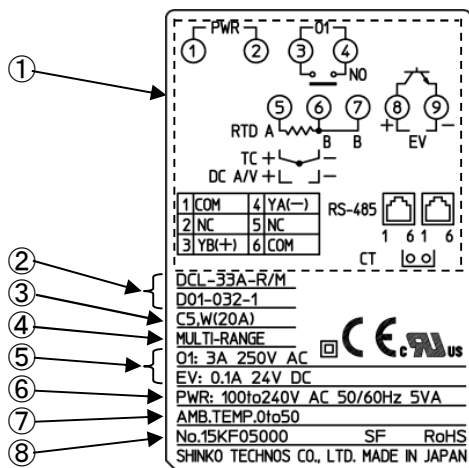 PWR O1
① 1 2 3 4
NO
5 6 7 8 9
RTD A B B + EV −
TC + −
DC A/V + −
1 COM 4 YA(−) RS-485
2 NC 5 NC
3 YB(+) 6 COM 1 6 1 6
CT
② DCL-33A-R/M
D01-032-1
③ C5,W(20A)
④ MULTI-RANGE CE c RU US
⑤ O1: 3A 250V AC
EV: 0.1A 24V DC
⑥ PWR: 100to240V AC 50/60Hz 5VA
⑦ AMB.TEMP.0to50
⑧ No.15KF05000 SF RoHS
SHINKO TECHNOS CO., LTD. MADE IN JAPAN